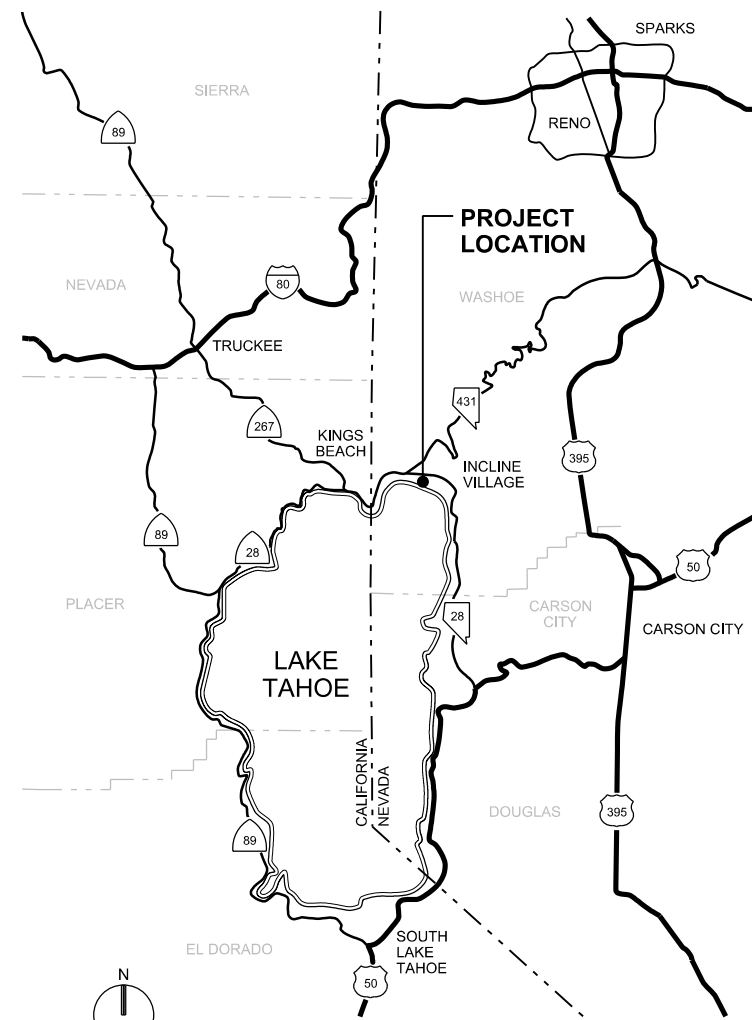 SPARKS
SIERRA
89
RENO
PROJECT
LOCATION
NEVADA
80
WASHOE
TRUCKEE
431
267
KINGS
BEACH
395
INCLINE
VILLAGE
89
28
50
PLACER
CARSON
CITY
28
CARSON CITY
LAKE
TAHOE
CALIFORNIA
NEVADA
DOUGLAS
395
89
EL DORADO
SOUTH
LAKE
TAHOE
N
50